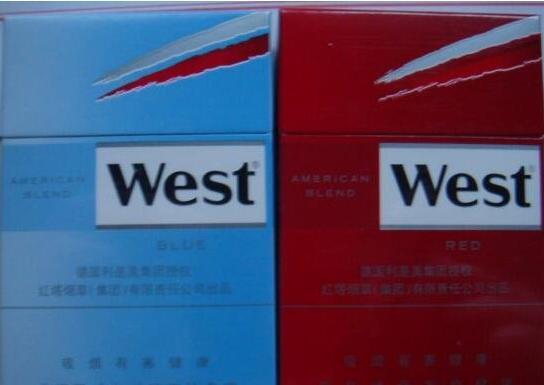 AMERICAN
BLEND
West®
BLUE
德国利是美集团授权
红塔烟草(集团)有限责任公司出品
吸烟有害健康
AMERICAN
BLEND
West®
RED
德国利是美集团授权
红塔烟草(集团)有限责任公司出品
吸烟有害健康